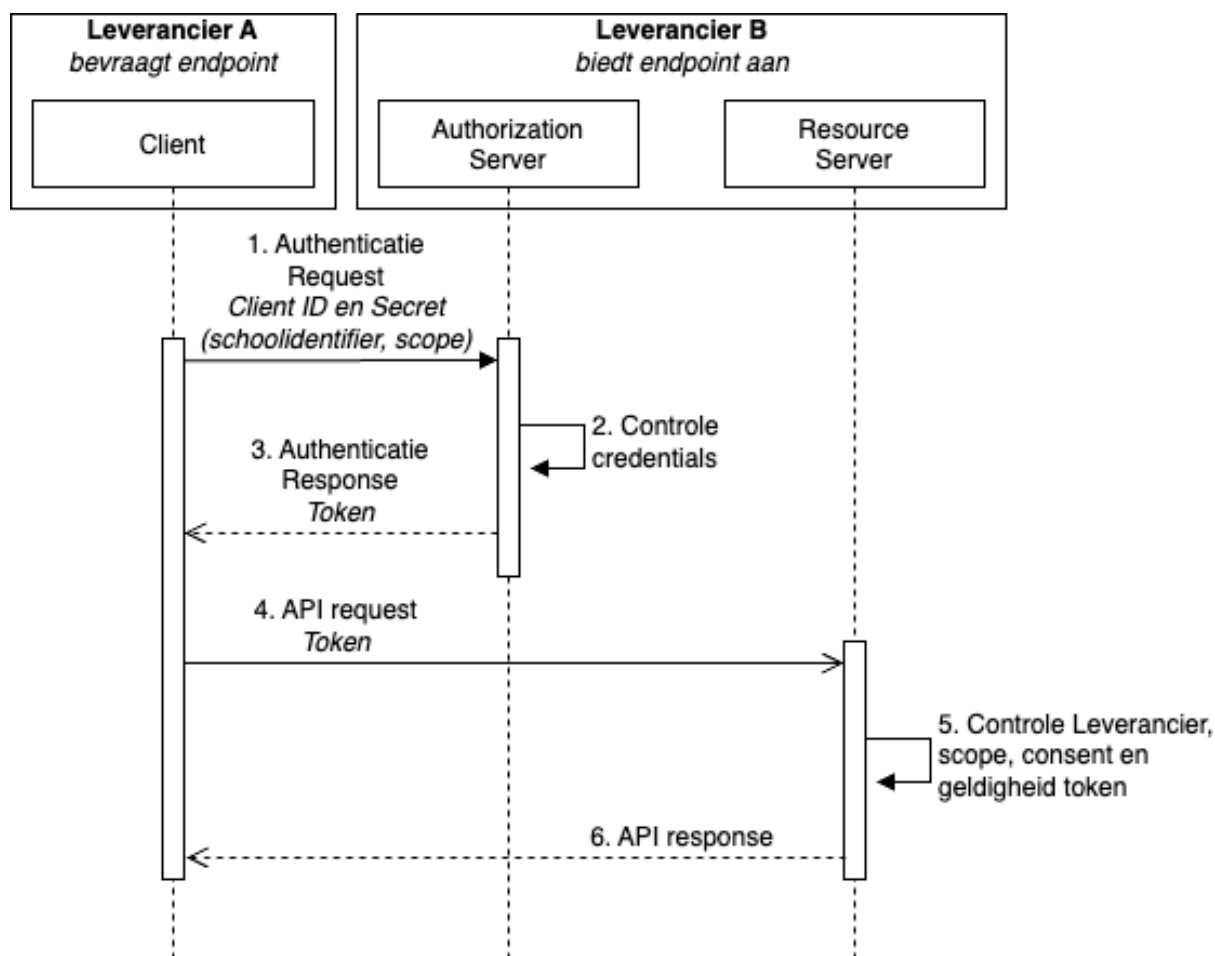 Leverancier A
bevraagt endpoint
Leverancier B
biedt endpoint aan
Client
Authorization
Server
Resource
Server
1. Authenticatie
Request
Client ID en Secret
(schoolidentifier, scope)
2. Controle
credentials
3. Authenticatie
Response
Token
4. API request
Token
5. Controle Leverancier,
scope, consent en
geldigheid token
6. API response